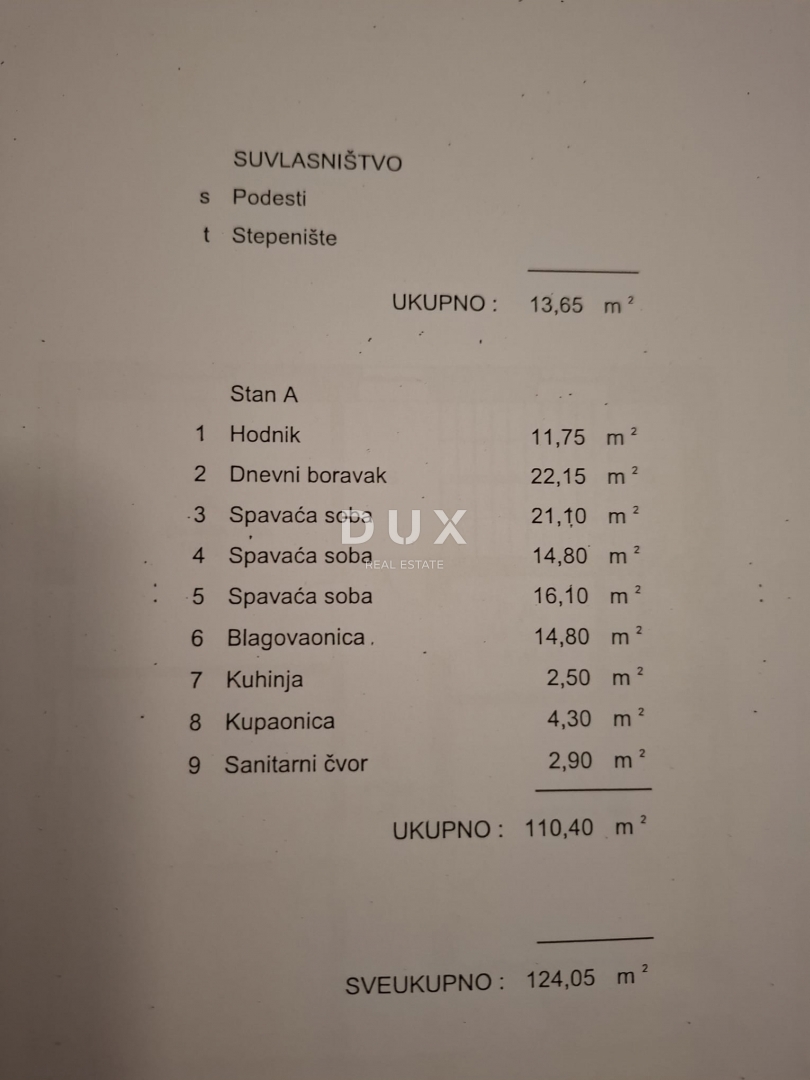 SUVLASNIŠTVO
s Podesti
t Stepenište
UKUPNO : 13,65 m²
Stan A
1 Hodnik 11,75 m²
2 Dnevni boravak 22,15 m²
3 Spavaća soba 21,10 m²
4 Spavaća soba 14,80 m²
5 Spavaća soba 16,10 m²
6 Blagovaonica 14,80 m²
7 Kuhinja 2,50 m²
8 Kupaonica 4,30 m²
9 Sanitarni čvor 2,90 m²
UKUPNO : 110,40 m²
SVEUKUPNO : 124,05 m²
DUX
REAL ESTATE